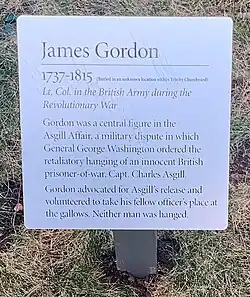 James Gordon
1737-1815 (Buried in an unknown location within Trinity Churchyard)
Lt. Col. in the British Army during the
Revolutionary War
Gordon was a central figure in the
Asgill Affair, a military dispute in which
General George Washington ordered the
retaliatory hanging of an innocent British
prisoner-of-war, Capt. Charles Asgill.
Gordon advocated for Asgill's release and
volunteered to take his fellow officer's place at
the gallows. Neither man was hanged.